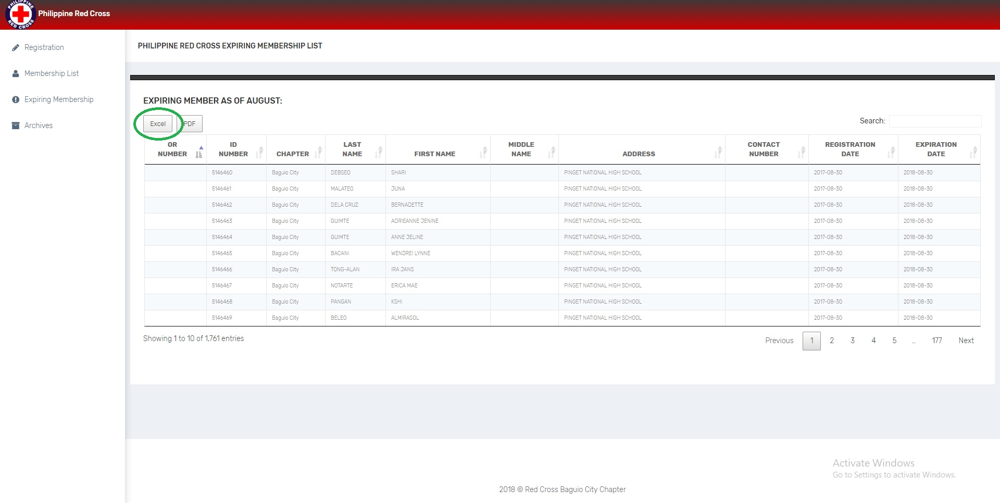 PHILIPPINE
RED CROSS
Philippine Red Cross
Registration
Membership List
Expiring Membership
Archives
PHILIPPINE RED CROSS EXPIRING MEMBERSHIP LIST
EXPIRING MEMBER AS OF AUGUST:
Excel PDF Search:
OR NUMBER ID NUMBER CHAPTER LAST NAME FIRST NAME MIDDLE NAME ADDRESS CONTACT NUMBER REGISTRATION DATE EXPIRATION DATE
5146460 Baguio City DEBSEO SHARI PINGET NATIONAL HIGH SCHOOL 2017-08-30 2018-08-30
5146461 Baguio City MALATEO JUNA PINGET NATIONAL HIGH SCHOOL 2017-08-30 2018-08-30
5146462 Baguio City DELA CRUZ BERNADETTE PINGET NATIONAL HIGH SCHOOL 2017-08-30 2018-08-30
5146463 Baguio City GUIMTE ADRIEANNE JENINE PINGET NATIONAL HIGH SCHOOL 2017-08-30 2018-08-30
5146464 Baguio City GUIMTE ANNE JELINE PINGET NATIONAL HIGH SCHOOL 2017-08-30 2018-08-30
5146465 Baguio City BACANI WENDREI LYNNE PINGET NATIONAL HIGH SCHOOL 2017-08-30 2018-08-30
5146466 Baguio City TONG-ALAN IRA JANS PINGET NATIONAL HIGH SCHOOL 2017-08-30 2018-08-30
5146467 Baguio City NOTARTE ERICA MAE PINGET NATIONAL HIGH SCHOOL 2017-08-30 2018-08-30
5146468 Baguio City PANGAN KSHI PINGET NATIONAL HIGH SCHOOL 2017-08-30 2018-08-30
5146469 Baguio City BELEO ALMIRASOL PINGET NATIONAL HIGH SCHOOL 2017-08-30 2018-08-30
Showing 1 to 10 of 1,761 entries
Previous 1 2 3 4 5 … 177 Next
Activate Windows
Go to Settings to activate Windows.
2018 © Red Cross Baguio City Chapter